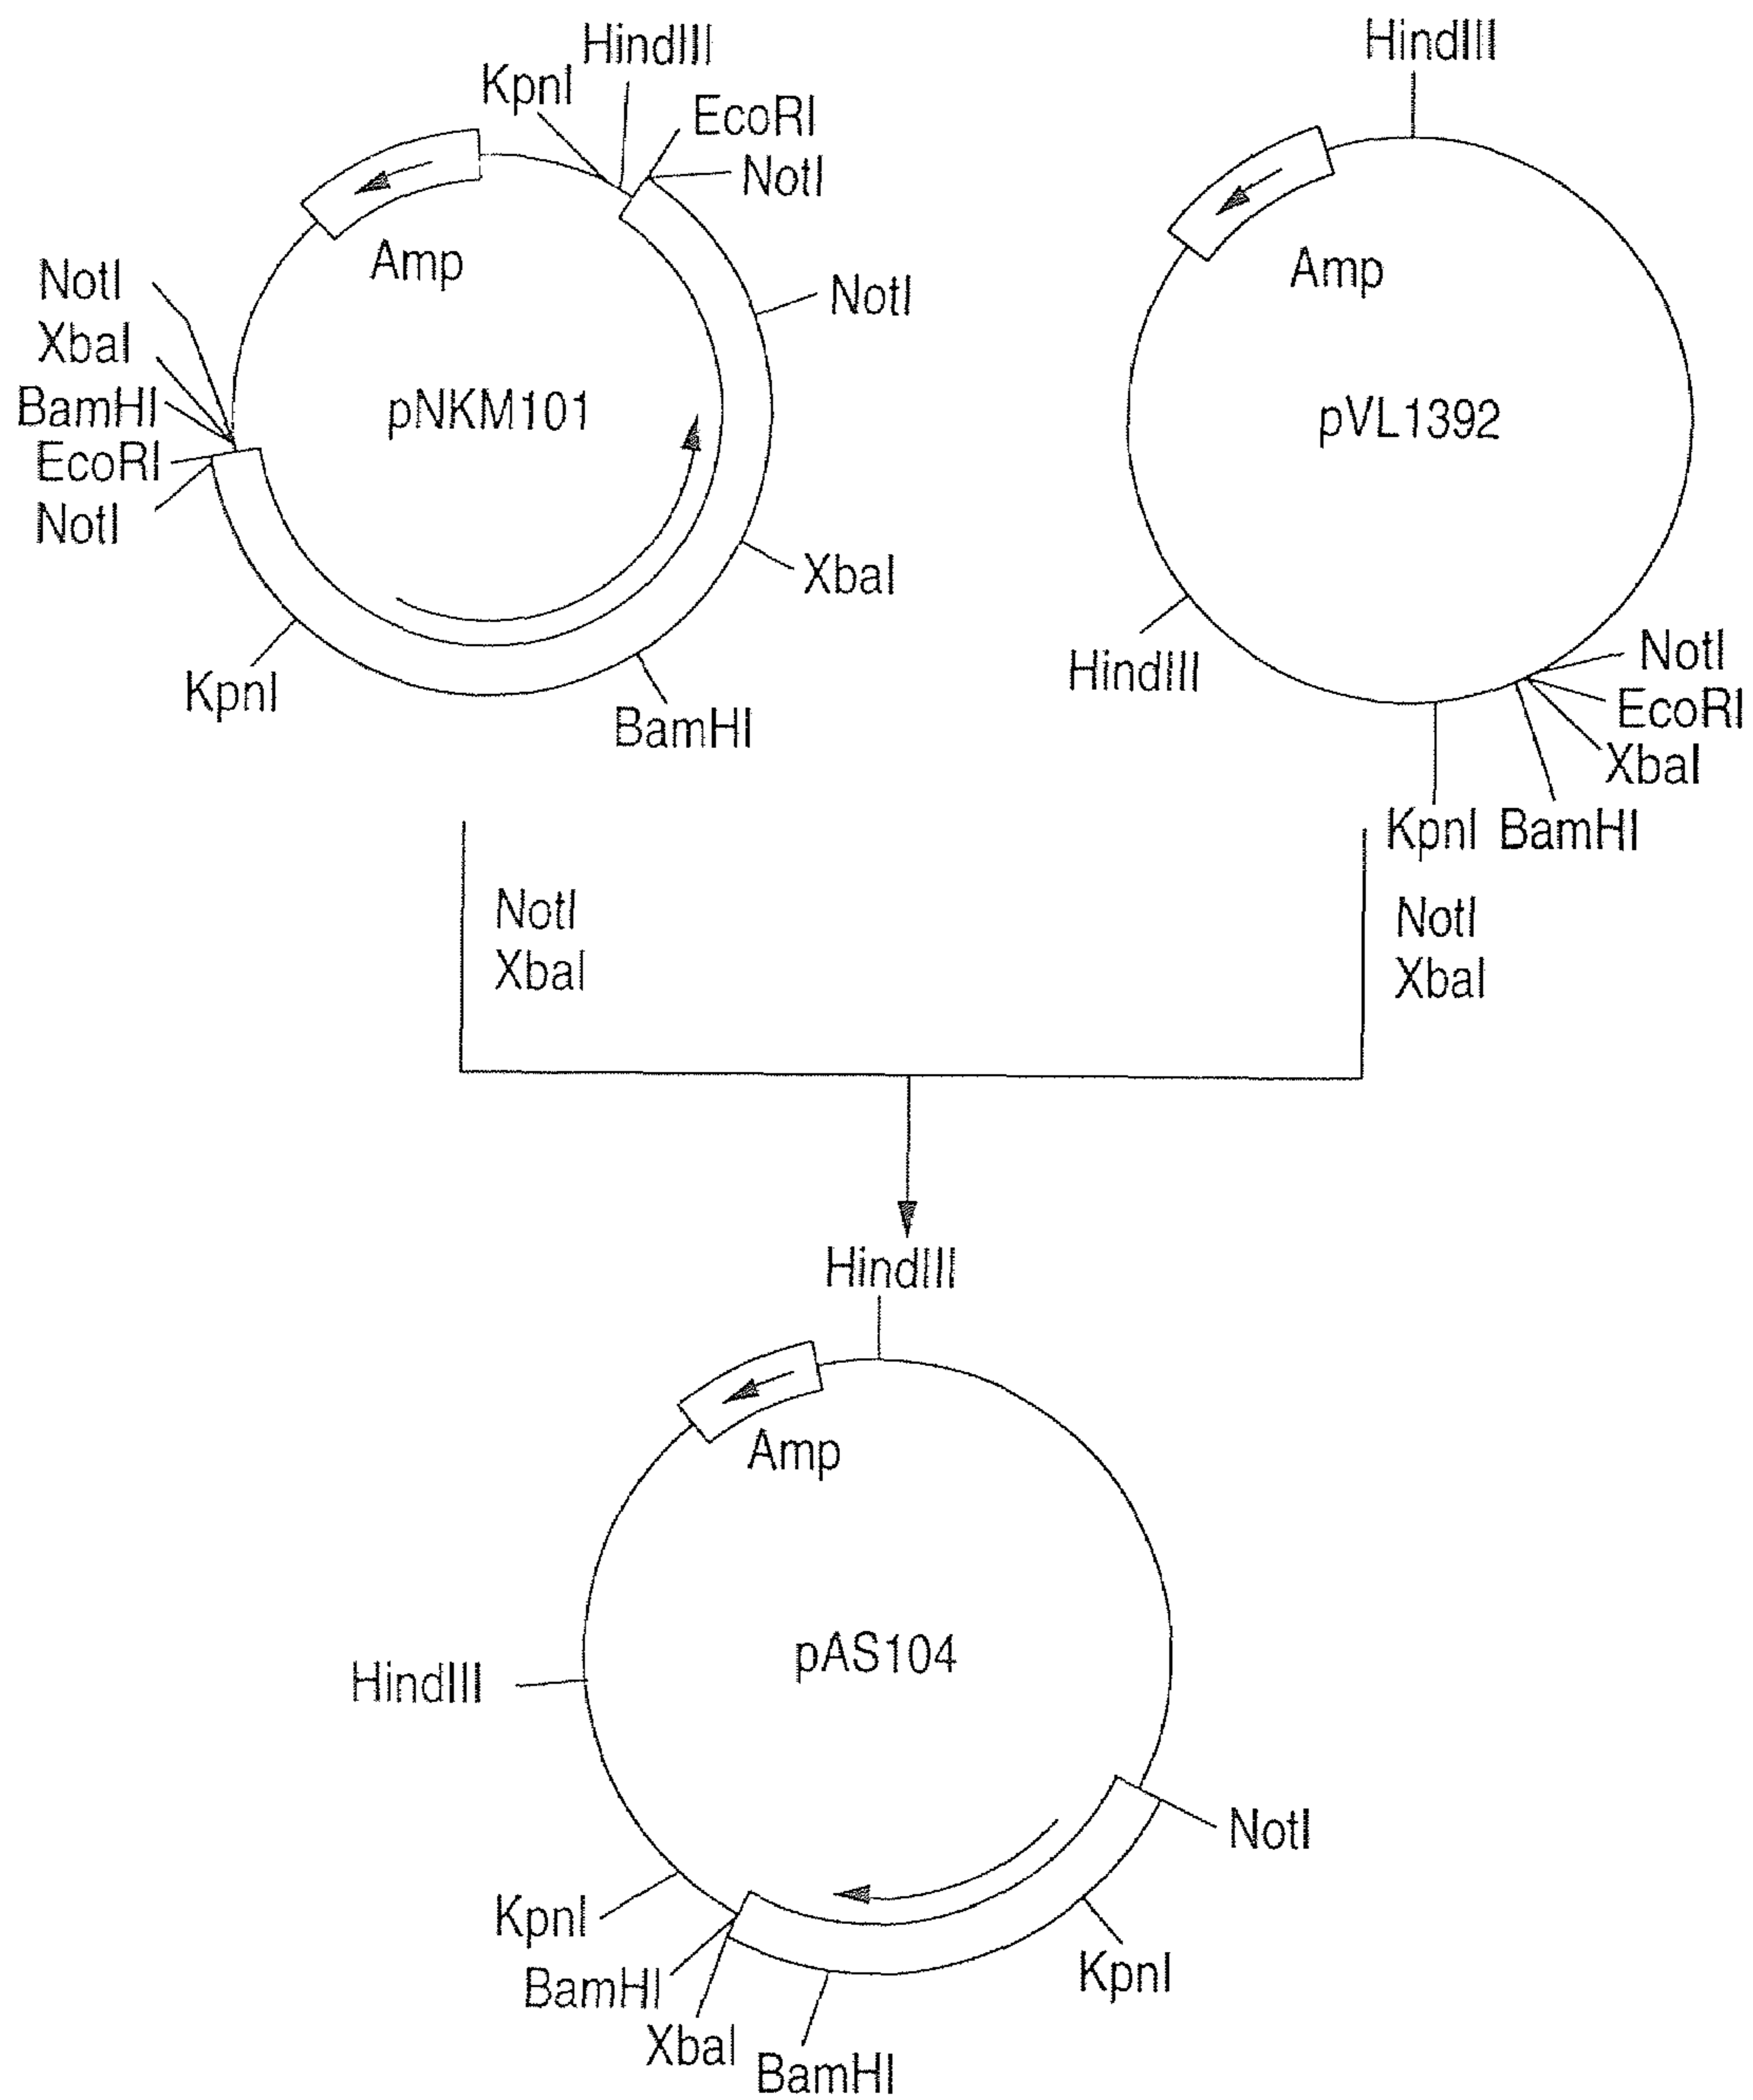 HindIII
KpnI
EcoRI
NotI
Amp
NotI
NotI
XbaI
BamHI
EcoRI
NotI
pNKM101
XbaI
KpnI
BamHI
HindIII
Amp
pVL1392
HindIII
NotI
EcoRI
XbaI
KpnI BamHI
NotI
XbaI
NotI
XbaI
HindIII
Amp
pAS104
HindIII
NotI
KpnI
BamHI
XbaI
BamHI
KpnI